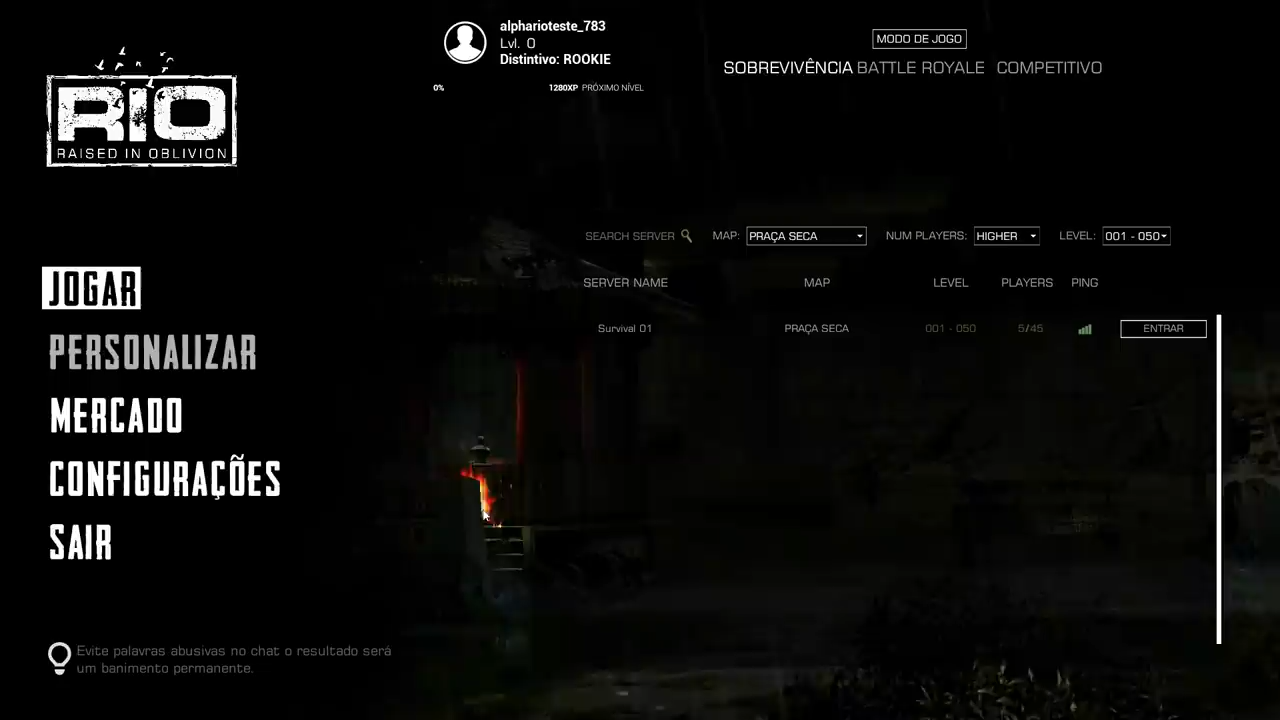 alpharioteste_783
Lvl. 0
Distintivo: ROOKIE
0%
1280XP PRÓXIMO NÍVEL
MODO DE JOGO
SOBREVIVÊNCIA BATTLE ROYALE COMPETITIVO
RIO
RAISED IN OBLIVION
SEARCH SERVER MAP: PRAÇA SECA NUM PLAYERS: HIGHER LEVEL: 001 - 050
SERVER NAME MAP LEVEL PLAYERS PING
Survival 01 PRAÇA SECA 001 - 050 5/45 ENTRAR
JOGAR
PERSONALIZAR
MERCADO
CONFIGURAÇÕES
SAIR
Evite palavras abusivas no chat o resultado será
um banimento permanente.